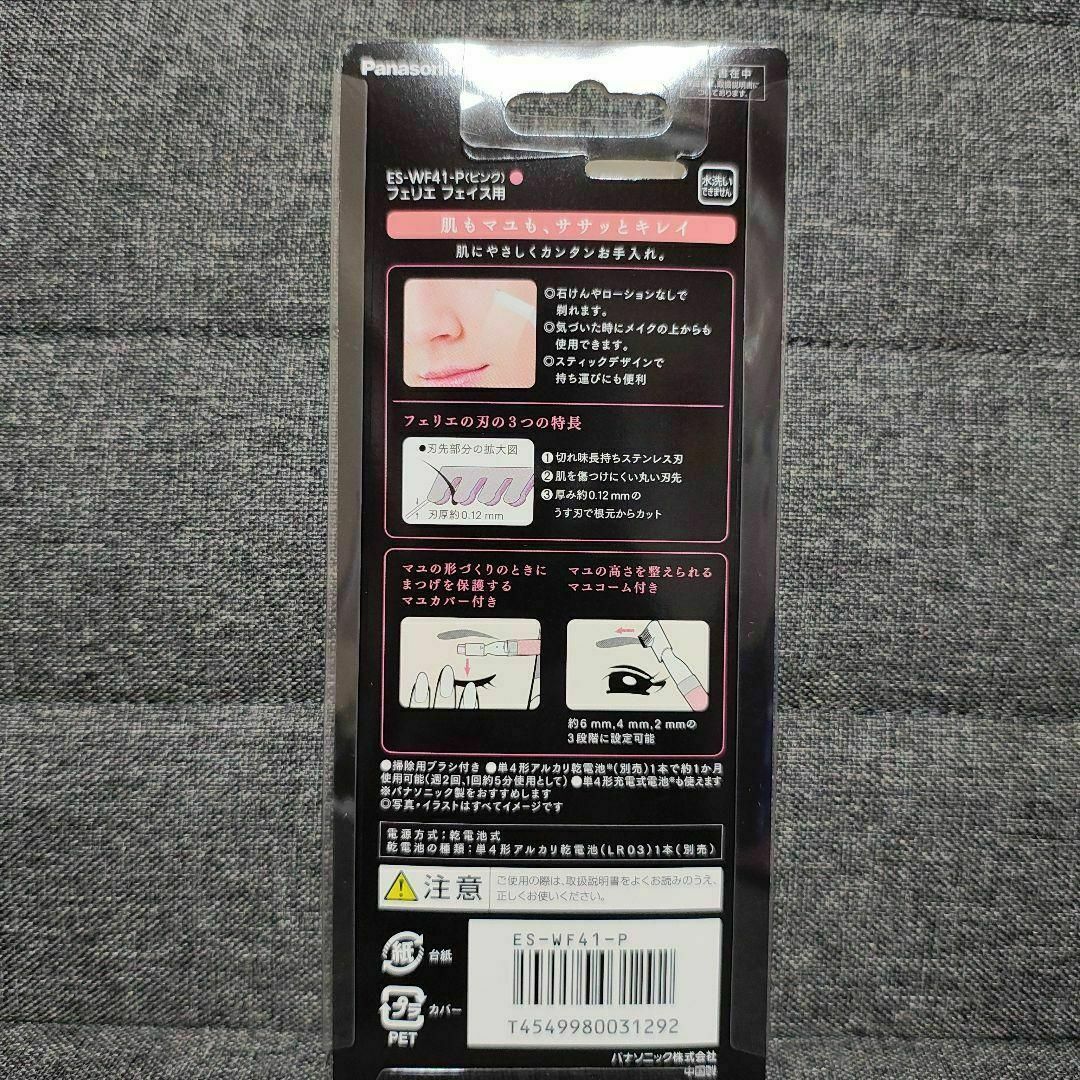 Panasonic
在中
取扱説明書に
ております。
ES-WF41-P(ピンク)
フェリエ フェイス用
水洗い
できません
肌もマユも、ササッとキレイ
肌にやさしくカンタンお手入れ。
◎石けんやローションなしで
剃れます。
◎気づいた時にメイクの上からも
使用できます。
◎スティックデザインで
持ち運びにも便利
フェリエの刃の3つの特長
●刃先部分の拡大図
刃厚約0.12 mm
❶切れ味長持ちステンレス刃
❷肌を傷つけにくい丸い刃先
❸厚み約0.12 mmの
うす刃で根元からカット
マユの形づくりのときに
まつげを保護する
マユカバー付き
マユの高さを整えられる
マユコーム付き
約6 mm,4 mm,2 mmの
3段階に設定可能
●掃除用ブラシ付き ●単4形アルカリ乾電池※(別売)1本で約1か月
使用可能(週2回、1回約5分使用として) ●単4形充電式電池※も使えます
※パナソニック製をおすすめします
◎写真・イラストはすべてイメージです
電源方式:乾電池式
乾電池の種類:単4形アルカリ乾電池(LR03)1本(別売)
注意
ご使用の際は、取扱説明書をよくお読みのうえ、
正しくお使いください。
紙 台紙
プラ カバー
PET
ES-WF41-P
T4549980031292
パナソニック株式会社
中国製